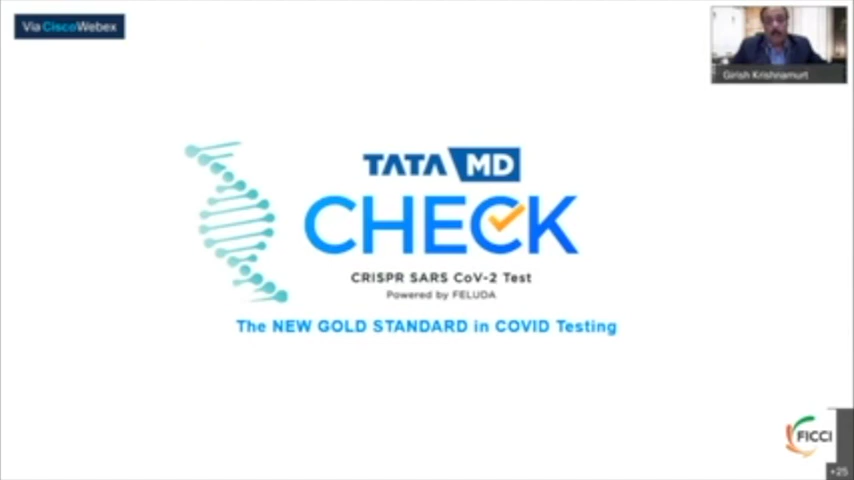 Via Cisco Webex
Girish Krishnamurt
TATA MD
CHECK
CRISPR SARS CoV-2 Test
Powered by FELUDA
The NEW GOLD STANDARD in COVID Testing
FICCI
+25